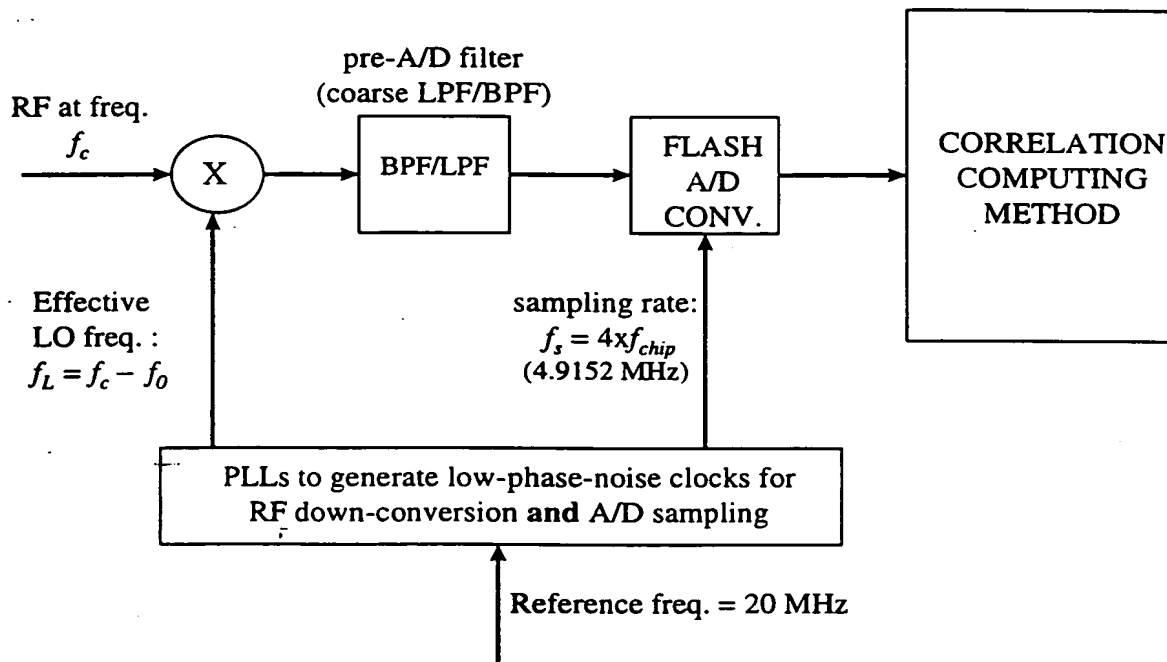 pre-A/D filter
(coarse LPF/BPF)
RF at freq.
f_c
X
BPF/LPF
FLASH
A/D
CONV.
CORRELATION
COMPUTING
METHOD
Effective
LO freq. :
f_L = f_c – f_0
sampling rate:
f_s = 4xf_chip
(4.9152 MHz)
PLLs to generate low-phase-noise clocks for
RF down-conversion and A/D sampling
Reference freq. = 20 MHz